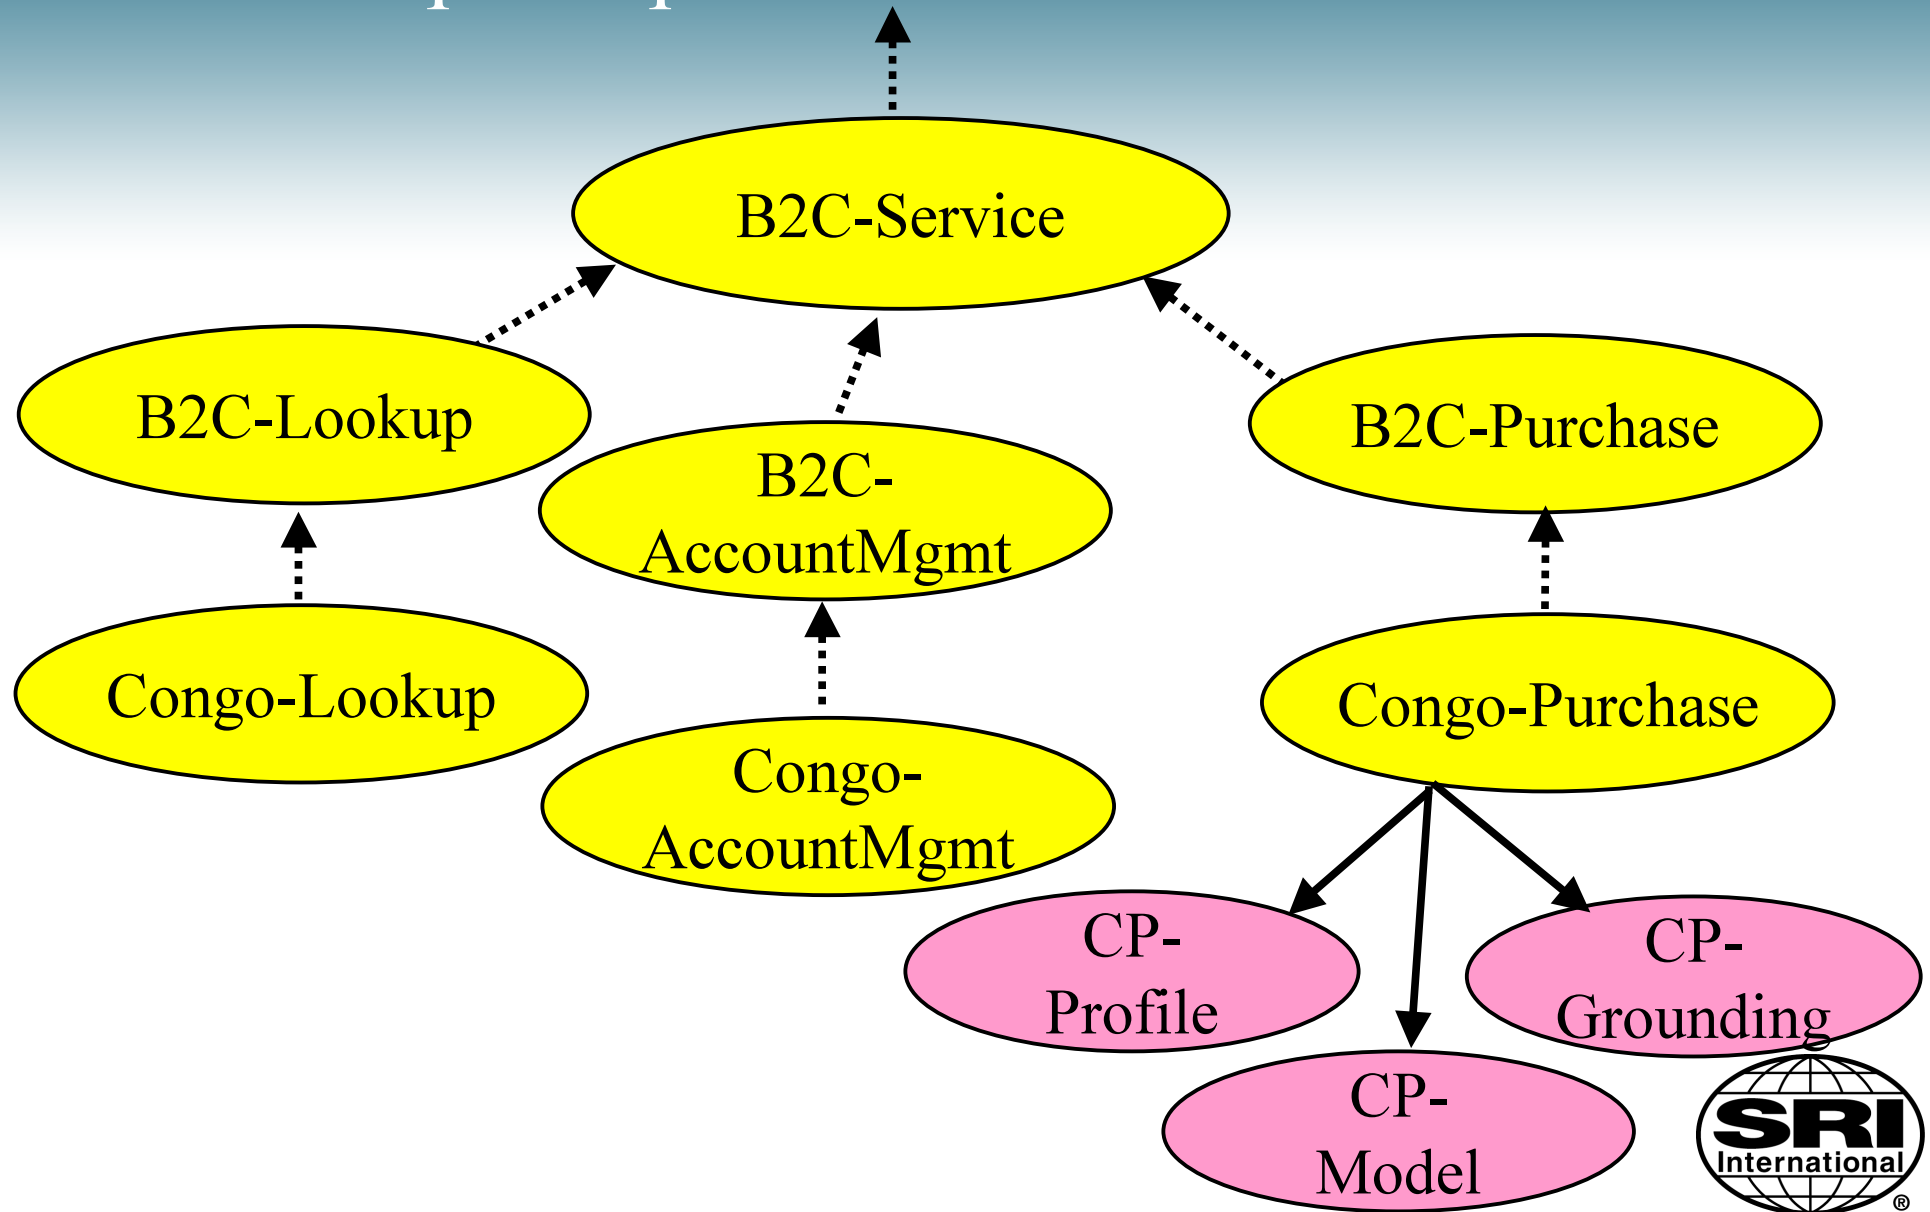 B2C-Service
B2C-Lookup
B2C-
AccountMgmt
B2C-Purchase
Congo-Lookup
Congo-
AccountMgmt
Congo-Purchase
CP-
Profile
CP-
Model
CP-
Grounding
SRI
International
®